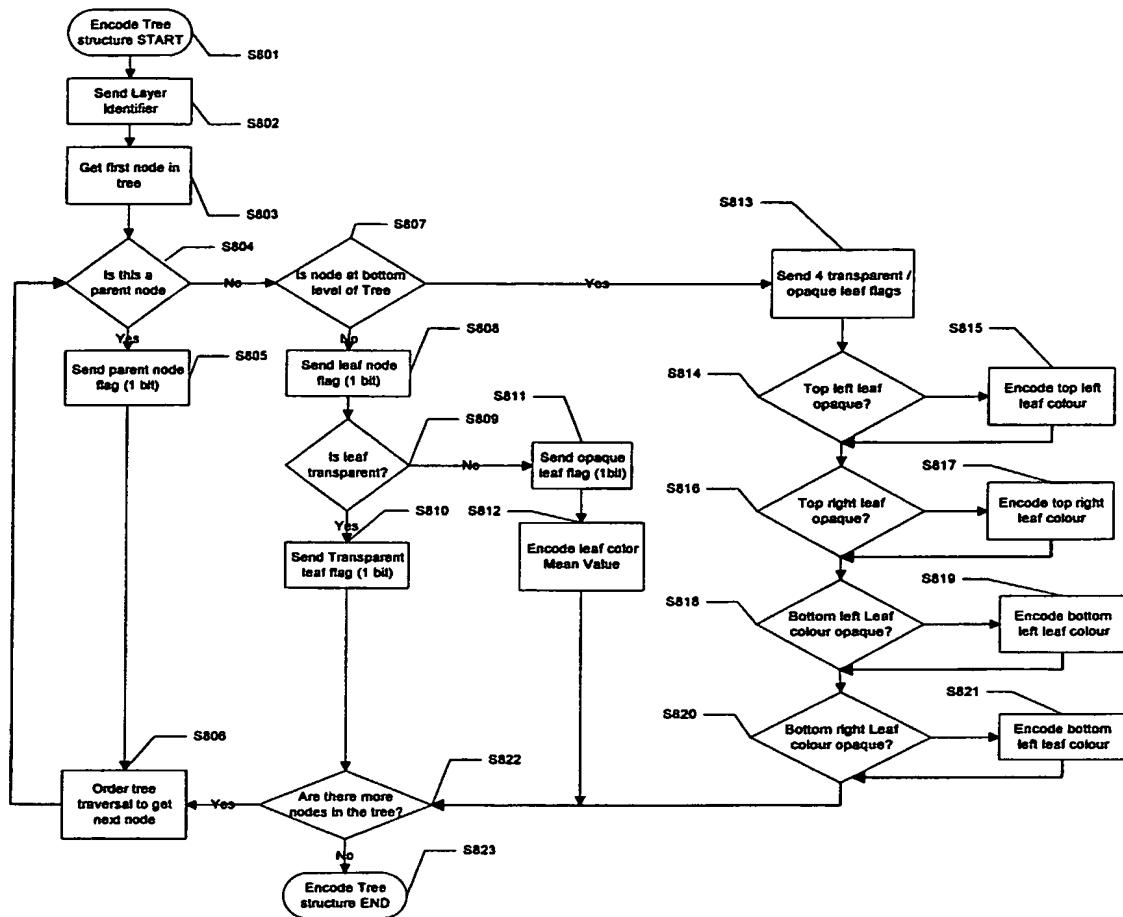 Encode Tree
structure START
S801
Send Layer
Identifier
S802
Get first node in
tree
S803
S804
Is this a
parent node
No
S807
Is node at bottom
level of Tree
Yes
S813
Send 4 transparent /
opaque leaf flags
Yes
Send parent node
flag (1 bit)
S805
No
S808
Send leaf node
flag (1 bit)
S809
Is leaf
transparent?
No
S811
Send opaque
leaf flag (1bit)
S812
Encode leaf color
Mean Value
Yes
S810
Send Transparent
leaf flag (1 bit)
S814
Top left leaf
opaque?
S815
Encode top left
leaf colour
S816
Top right leaf
opaque?
S817
Encode top right
leaf colour
S818
Bottom left Leaf
colour opaque?
S819
Encode bottom
left leaf colour
S820
Bottom right Leaf
colour opaque?
S821
Encode bottom
left leaf colour
S806
Order tree
traversal to get
next node
Yes
S822
Are there more
nodes in the tree?
No
S823
Encode Tree
structure END